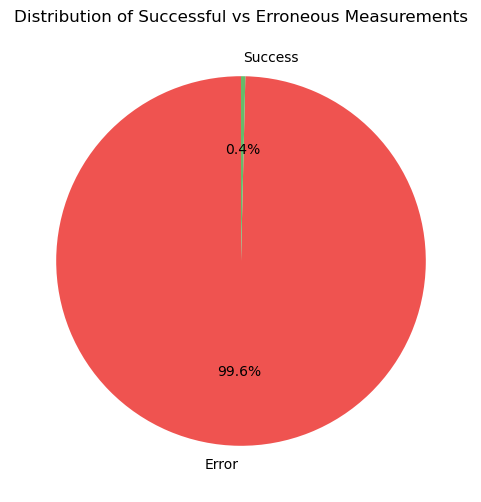 Distribution of Successful vs Erroneous Measurements
Success
0.4%
99.6%
Error